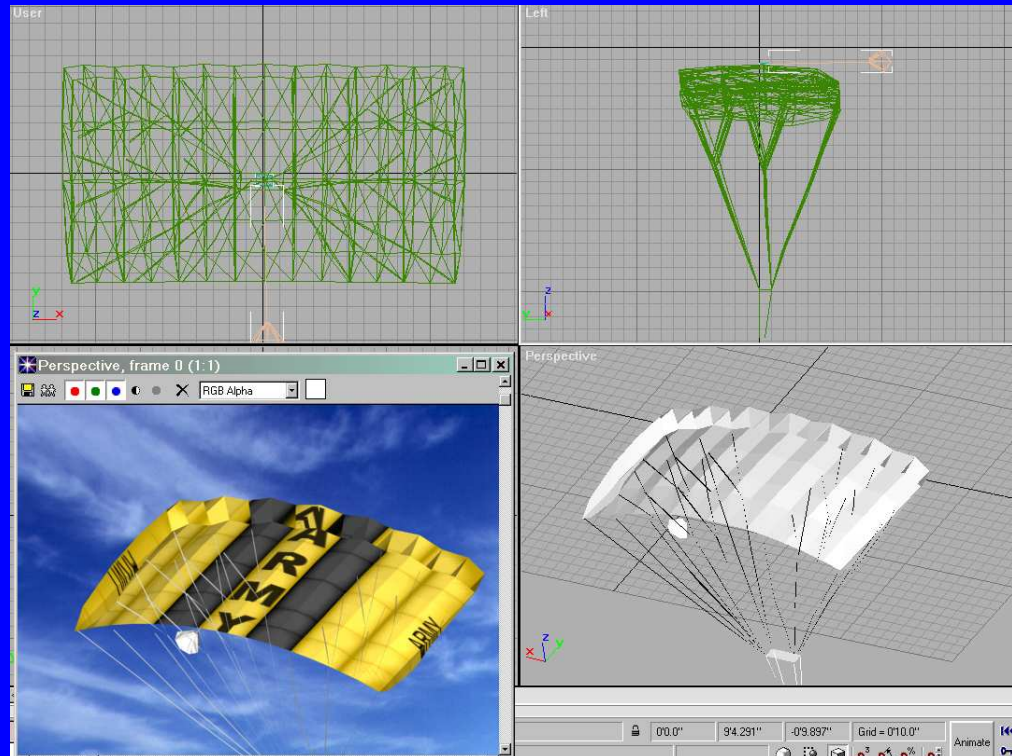 User
Left
y
z x
z
y x
Perspective, frame 0 (1:1)
RGB Alpha
Perspective
ARMY
ARMY
ARMY
z
x y
0'0.0" 9'4.291" -0'9.897" Grid = 0'10.0"
Animate